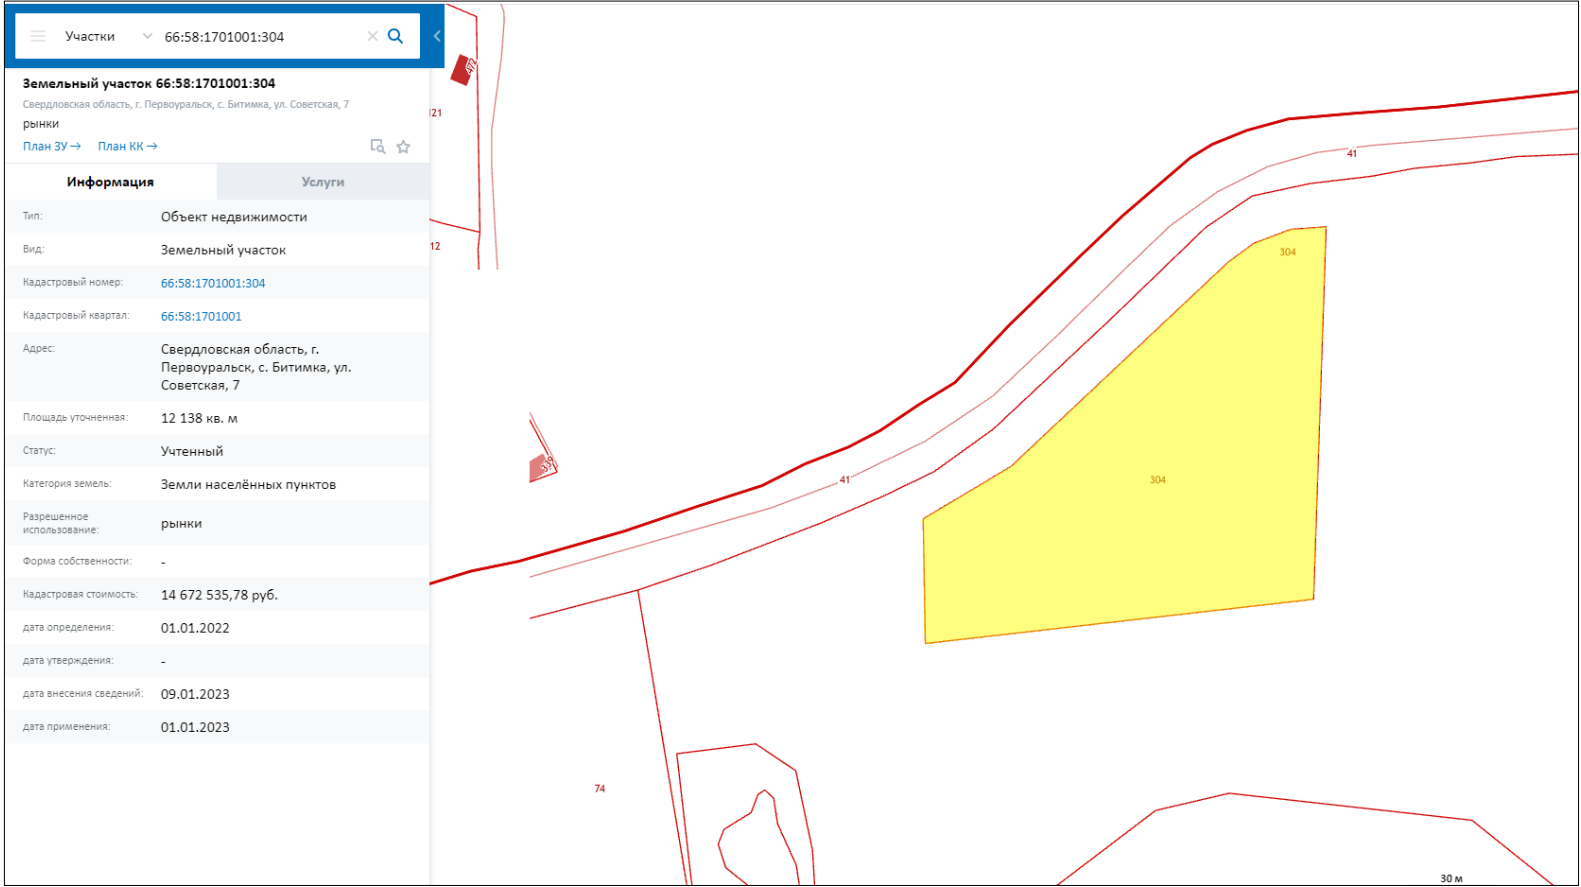 Участки
66:58:1701001:304
Земельный участок 66:58:1701001:304
Свердловская область, г. Первоуральск, с. Битимка, ул. Советская, 7
рынки
План ЗУ →
План КК →
Информация
Услуги
Тип:
Объект недвижимости
Вид:
Земельный участок
Кадастровый номер:
66:58:1701001:304
Кадастровый квартал:
66:58:1701001
Адрес:
Свердловская область, г.
Первоуральск, с. Битимка, ул.
Советская, 7
Площадь уточненная:
12 138 кв. м
Статус:
Учтенный
Категория земель:
Земли населённых пунктов
Разрешенное
использование:
рынки
Форма собственности:
-
Кадастровая стоимость:
14 672 535,78 руб.
дата определения:
01.01.2022
дата утверждения:
-
дата внесения сведений:
09.01.2023
дата применения:
01.01.2023
472
121
12
41
304
339
41
304
74
30 м